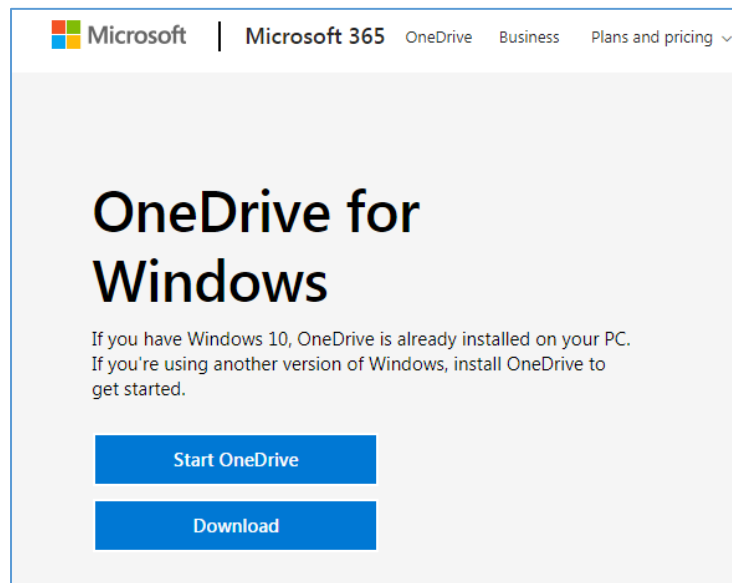 Microsoft | Microsoft 365 OneDrive Business Plans and pricing
OneDrive for
Windows
If you have Windows 10, OneDrive is already installed on your PC.
If you're using another version of Windows, install OneDrive to
get started.
Start OneDrive
Download